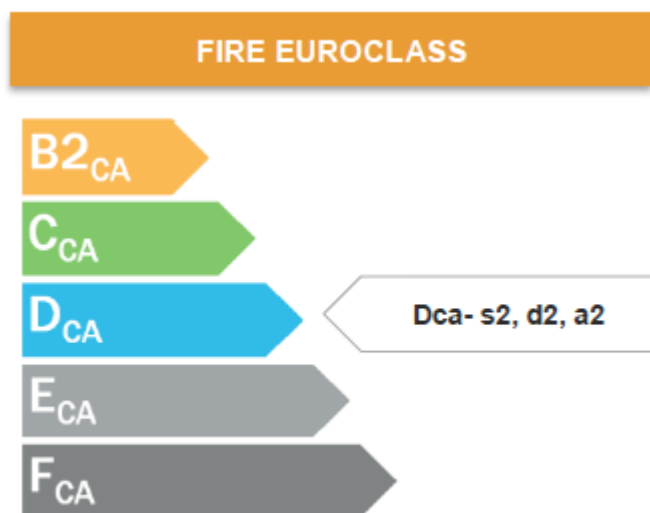 FIRE EUROCLASS
B2CA
CCA
DCA
Dca- s2, d2, a2
ECA
FCA